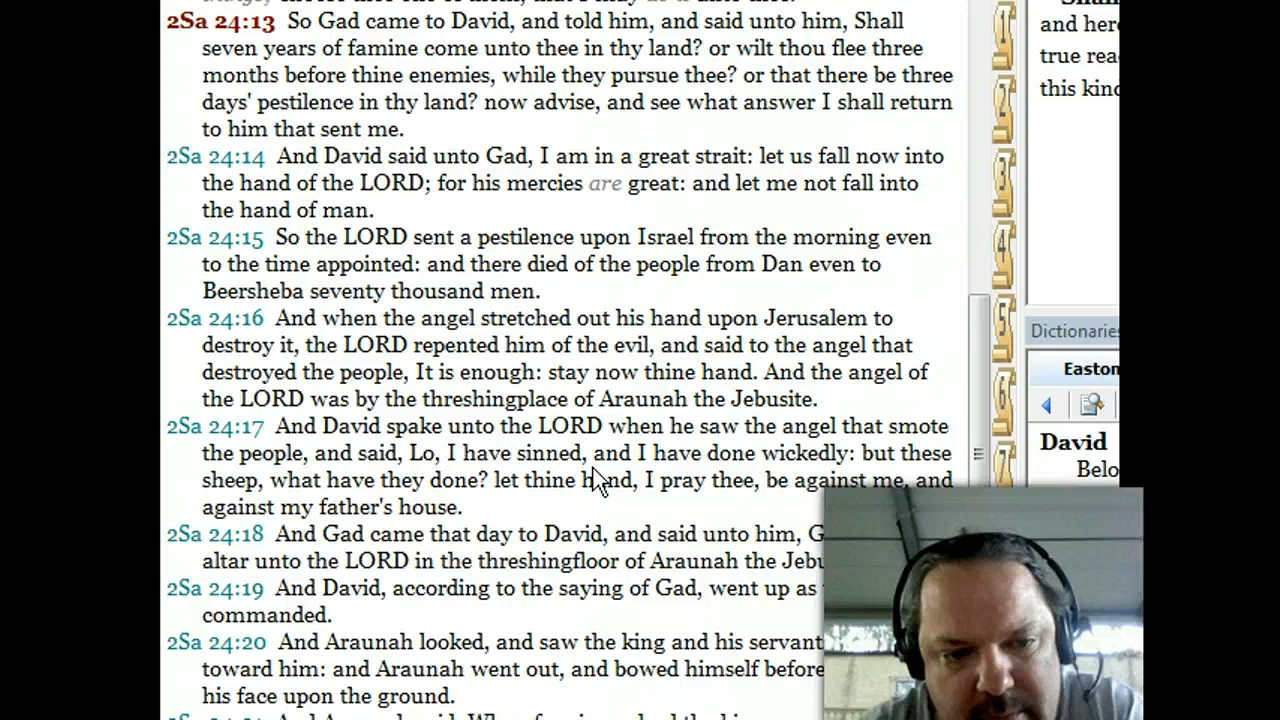 2Sa 24:13 So Gad came to David, and told him, and said unto him, Shall
seven years of famine come unto thee in thy land? or wilt thou flee three
months before thine enemies, while they pursue thee? or that there be three
days' pestilence in thy land? now advise, and see what answer I shall return
to him that sent me.
2Sa 24:14 And David said unto Gad, I am in a great strait: let us fall now into
the hand of the LORD; for his mercies are great: and let me not fall into
the hand of man.
2Sa 24:15 So the LORD sent a pestilence upon Israel from the morning even
to the time appointed: and there died of the people from Dan even to
Beersheba seventy thousand men.
2Sa 24:16 And when the angel stretched out his hand upon Jerusalem to
destroy it, the LORD repented him of the evil, and said to the angel that
destroyed the people, It is enough: stay now thine hand. And the angel of
the LORD was by the threshingplace of Araunah the Jebusite.
2Sa 24:17 And David spake unto the LORD when he saw the angel that smote
the people, and said, Lo, I have sinned, and I have done wickedly: but these
sheep, what have they done? let thine hand, I pray thee, be against me, and
against my father's house.
2Sa 24:18 And Gad came that day to David, and said unto him, G
altar unto the LORD in the threshingfloor of Araunah the Jebu
2Sa 24:19 And David, according to the saying of Gad, went up as
commanded.
2Sa 24:20 And Araunah looked, and saw the king and his servant
toward him: and Araunah went out, and bowed himself before
his face upon the ground.
1
2
3
4
5
6
7
and here
true rea
this kind
Dictionaries
Easton
David
Belo